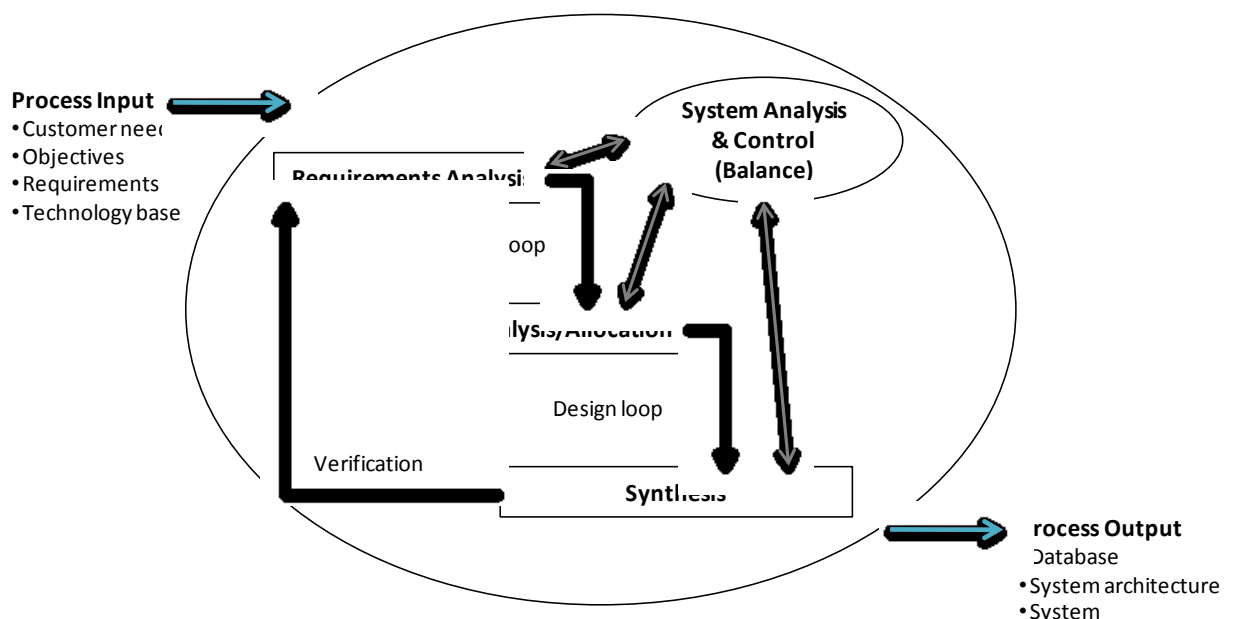 Process Input
•Customer need
•Objectives
•Requirements
•Technology base
System Analysis
& Control
(Balance)
Requirements Analysis
oop
lysis/Allocation
Design loop
Verification
Synthesis
rocess Output
Database
•System architecture
•System